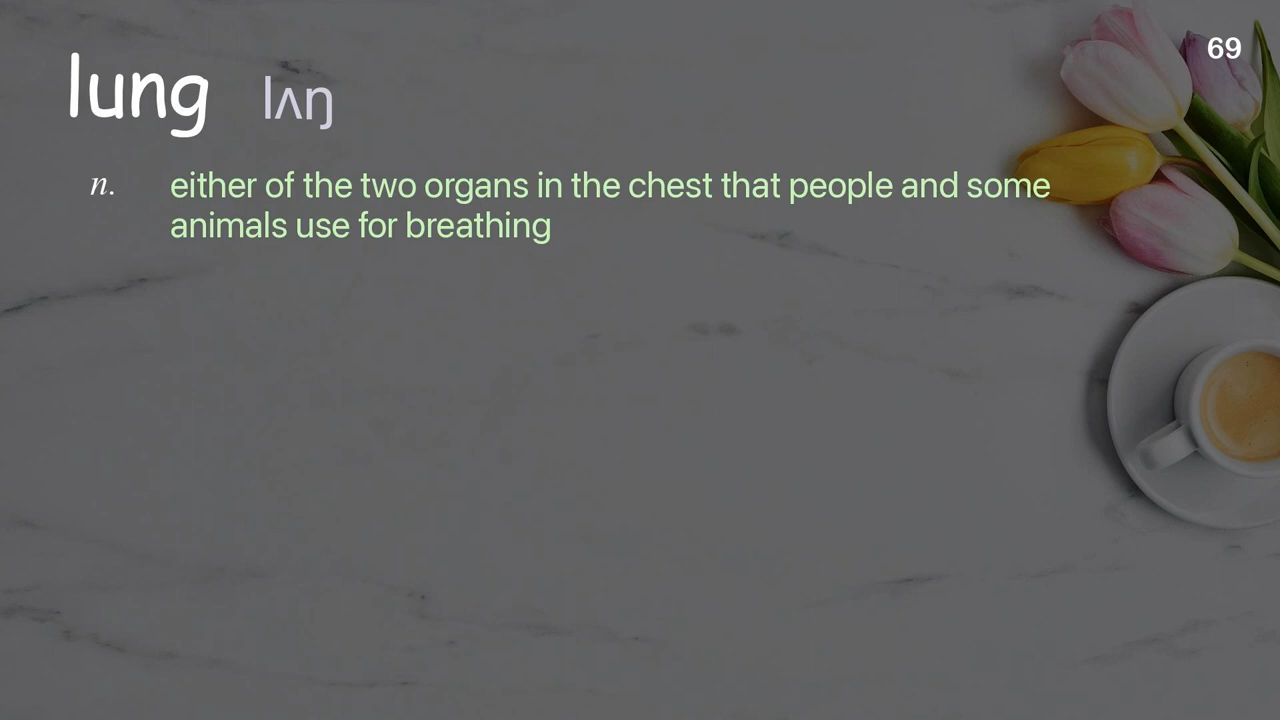 69
lung lʌŋ
n. either of the two organs in the chest that people and some
animals use for breathing